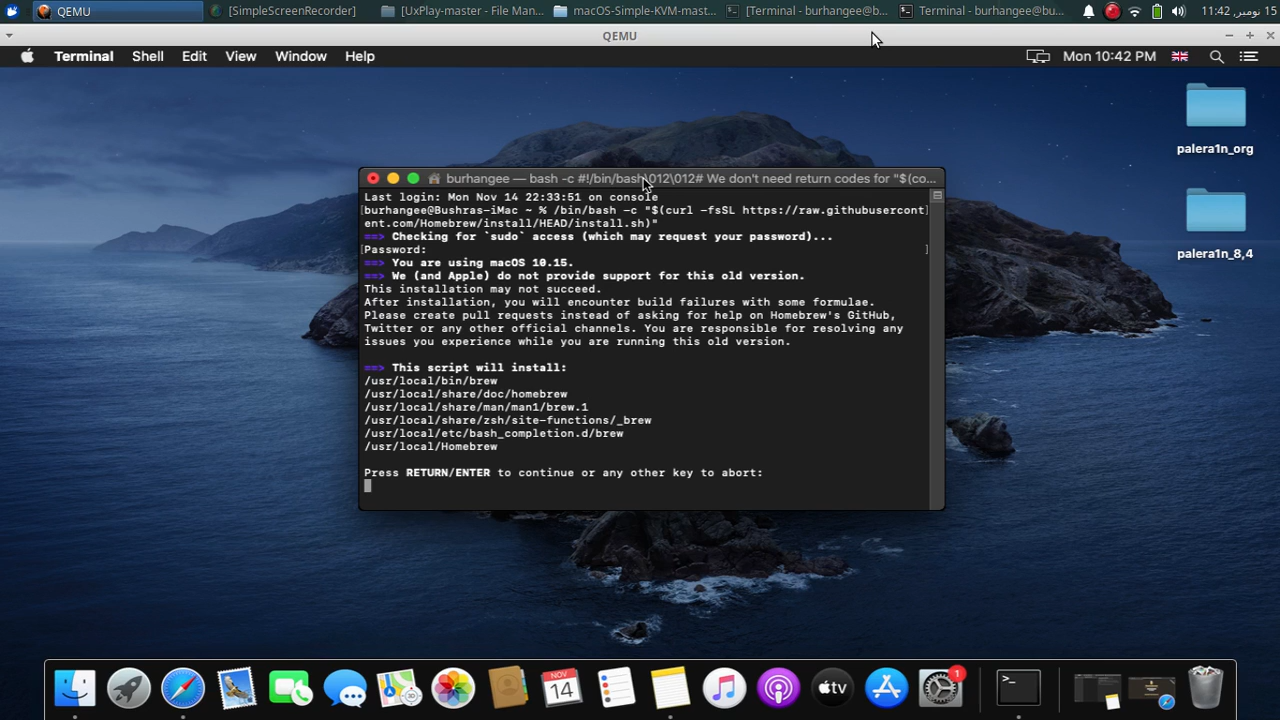 QEMU
[SimpleScreenRecorder]
[UxPlay-master - File Man...
macOS-Simple-KVM-mast...
[Terminal - burhangee@b...
Terminal - burhangee@bu...
15 نومبر, 11:42
QEMU
Terminal Shell Edit View Window Help
Mon 10:42 PM
palera1n_org
palera1n_8,4
burhangee — bash -c #!/bin/bash\012\012# We don't need return codes for "$(co...
Last login: Mon Nov 14 22:33:51 on console
[burhangee@Bushras-iMac ~ % /bin/bash -c "$(curl -fsSL https://raw.githubusercont]
ent.com/Homebrew/install/HEAD/install.sh)"
==> Checking for `sudo` access (which may request your password)...
[Password: ]
==> You are using macOS 10.15.
==> We (and Apple) do not provide support for this old version.
This installation may not succeed.
After installation, you will encounter build failures with some formulae.
Please create pull requests instead of asking for help on Homebrew's GitHub,
Twitter or any other official channels. You are responsible for resolving any
issues you experience while you are running this old version.
==> This script will install:
/usr/local/bin/brew
/usr/local/share/doc/homebrew
/usr/local/share/man/man1/brew.1
/usr/local/share/zsh/site-functions/_brew
/usr/local/etc/bash_completion.d/brew
/usr/local/Homebrew
Press RETURN/ENTER to continue or any other key to abort:
NOV
14
tv
1
>_